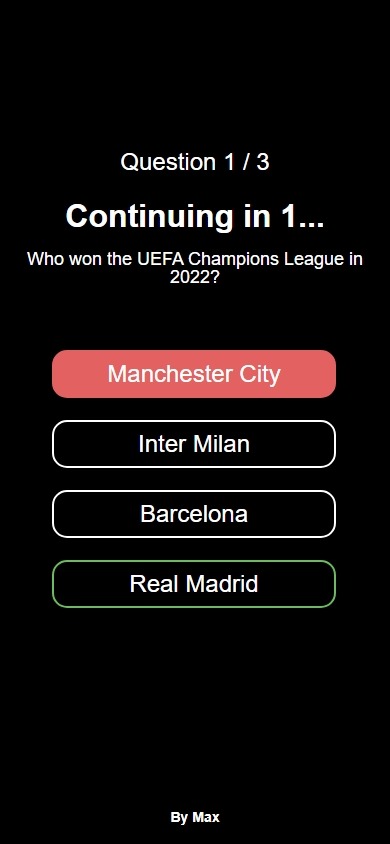 Question 1 / 3
Continuing in 1...
Who won the UEFA Champions League in
2022?
Manchester City
Inter Milan
Barcelona
Real Madrid
By Max